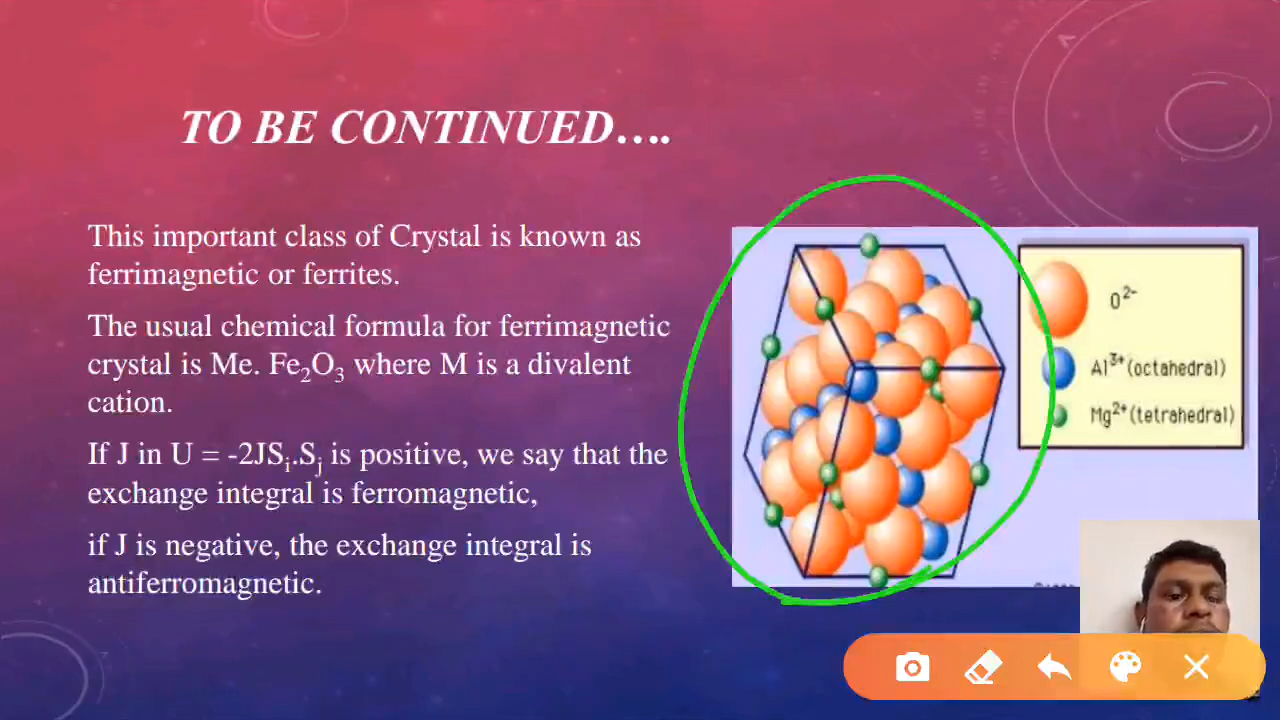 TO BE CONTINUED….
This important class of Crystal is known as
ferrimagnetic or ferrites.
The usual chemical formula for ferrimagnetic
crystal is Me. Fe₂O₃ where M is a divalent
cation.
If J in U = -2JSᵢ.Sⱼ is positive, we say that the
exchange integral is ferromagnetic,
if J is negative, the exchange integral is
antiferromagnetic.
O²⁻
Al³⁺(octahedral)
Mg²⁺(tetrahedral)